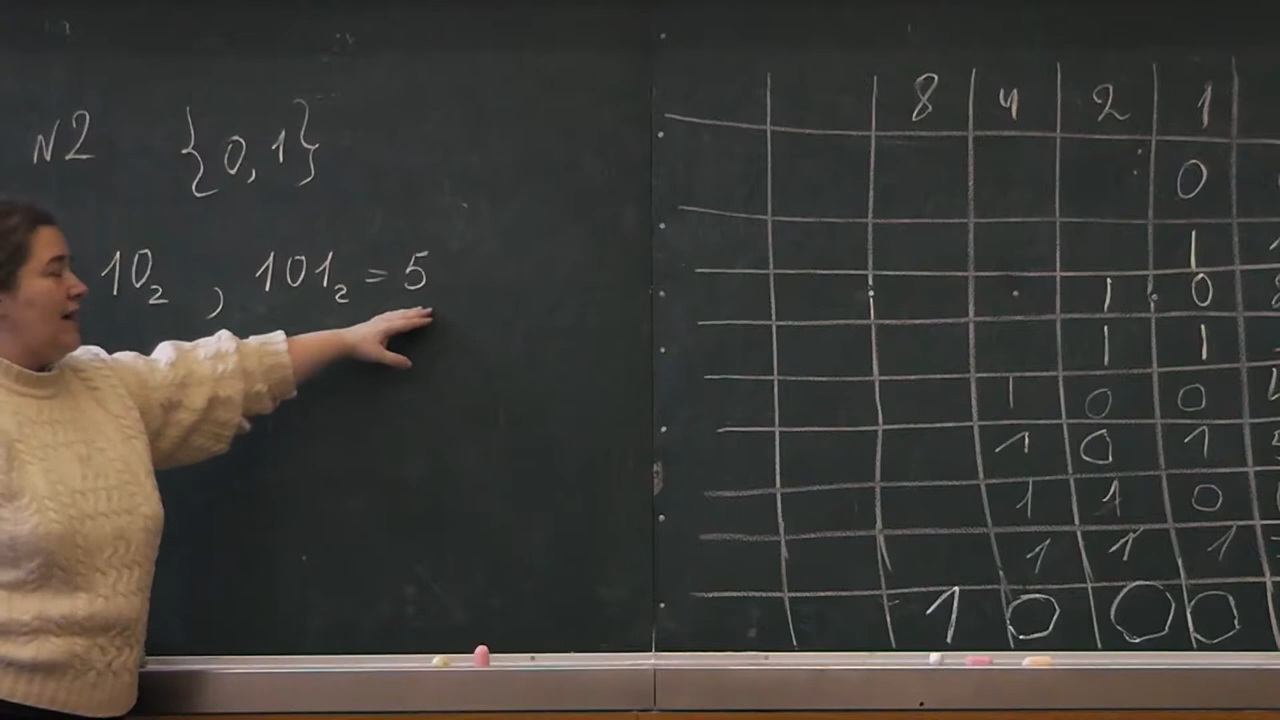 N2 {0,1}
10₂ , 101₂ = 5
8 4 2 1
0
1
1 0
1 1
1 0 0
1 0 1
1 1 0
1 1 1
1 0 0 0